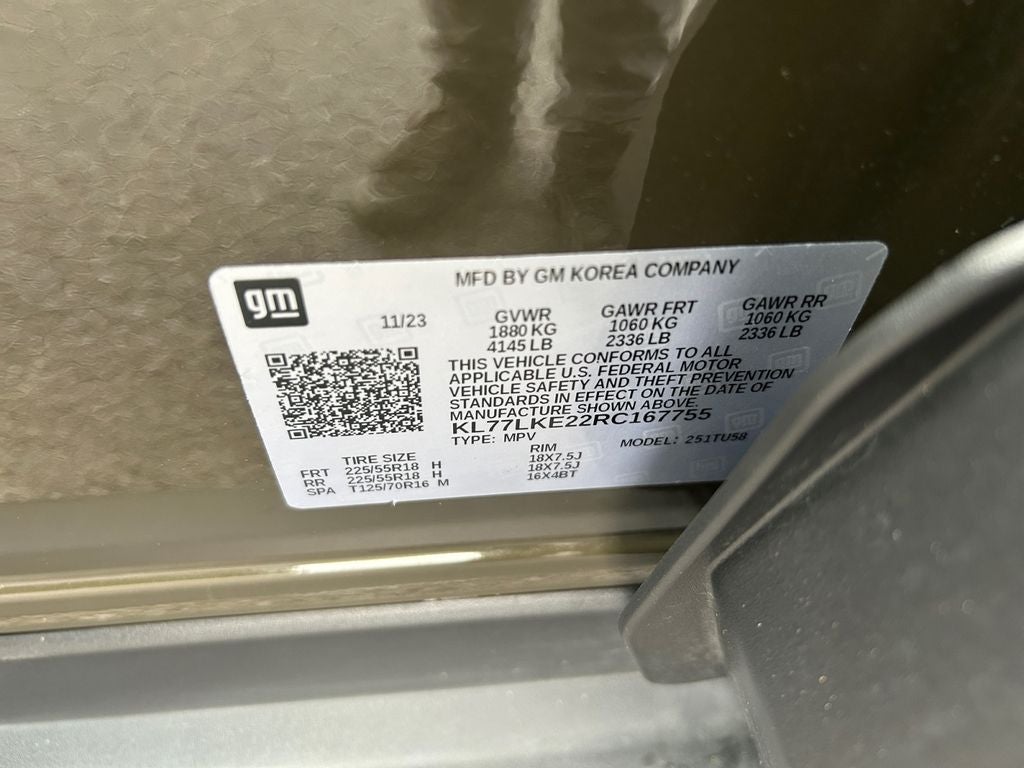 gm
MFD BY GM KOREA COMPANY
11/23
GVWR GAWR FRT GAWR RR
1880 KG 1060 KG 1060 KG
4145 LB 2336 LB 2336 LB
THIS VEHICLE CONFORMS TO ALL
APPLICABLE U.S. FEDERAL MOTOR
VEHICLE SAFETY AND THEFT PREVENTION
STANDARDS IN EFFECT ON THE DATE OF
MANUFACTURE SHOWN ABOVE.
KL77LKE22RC167755
TYPE: MPV MODEL: 251TU58
TIRE SIZE RIM
FRT 225/55R18 H 18X7.5J
RR 225/55R18 H 18X7.5J
SPA T125/70R16 M 16X4BT